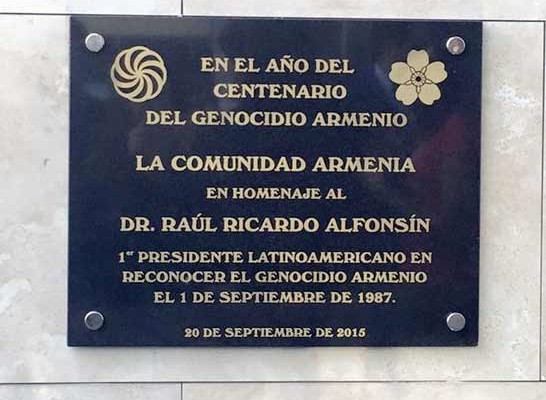 EN EL AÑO DEL
CENTENARIO
DEL GENOCIDIO ARMENIO
LA COMUNIDAD ARMENIA
EN HOMENAJE AL
DR. RAÚL RICARDO ALFONSÍN
1er PRESIDENTE LATINOAMERICANO EN
RECONOCER EL GENOCIDIO ARMENIO
EL 1 DE SEPTIEMBRE DE 1987.
20 DE SEPTIEMBRE DE 2015